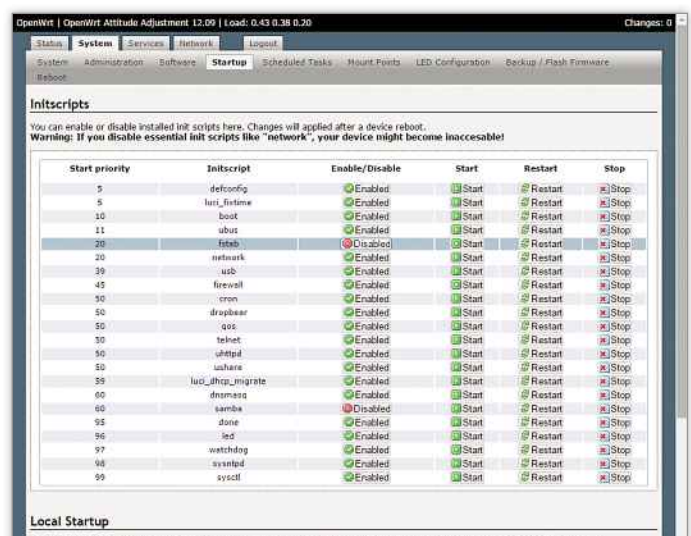 OpenWrt | OpenWrt Attitude Adjustment 12.09 | Load: 0.43 0.38 0.20 Changes: 0
Status System Services Network Logout
System Administration Software Startup Scheduled Tasks Mount Points LED Configuration Backup / Flash Firmware
Reboot
Initscripts
You can enable or disable installed init scripts here. Changes will applied after a device reboot.
Warning: If you disable essential init scripts like "network", your device might become inaccesable!
Start priority Initscript Enable/Disable Start Restart Stop
5 defconfig Enabled Start Restart Stop
5 luci_fixtime Enabled Start Restart Stop
10 boot Enabled Start Restart Stop
11 ubus Enabled Start Restart Stop
20 fstab Disabled Start Restart Stop
20 network Enabled Start Restart Stop
39 usb Enabled Start Restart Stop
45 firewall Enabled Start Restart Stop
50 cron Enabled Start Restart Stop
50 dropbear Enabled Start Restart Stop
50 qos Enabled Start Restart Stop
50 telnet Enabled Start Restart Stop
50 uhttpd Enabled Start Restart Stop
50 ushare Enabled Start Restart Stop
59 luci_dhcp_migrate Enabled Start Restart Stop
60 dnsmasq Enabled Start Restart Stop
60 samba Disabled Start Restart Stop
95 done Enabled Start Restart Stop
96 led Enabled Start Restart Stop
97 watchdog Enabled Start Restart Stop
98 sysntpd Enabled Start Restart Stop
99 sysctl Enabled Start Restart Stop
Local Startup